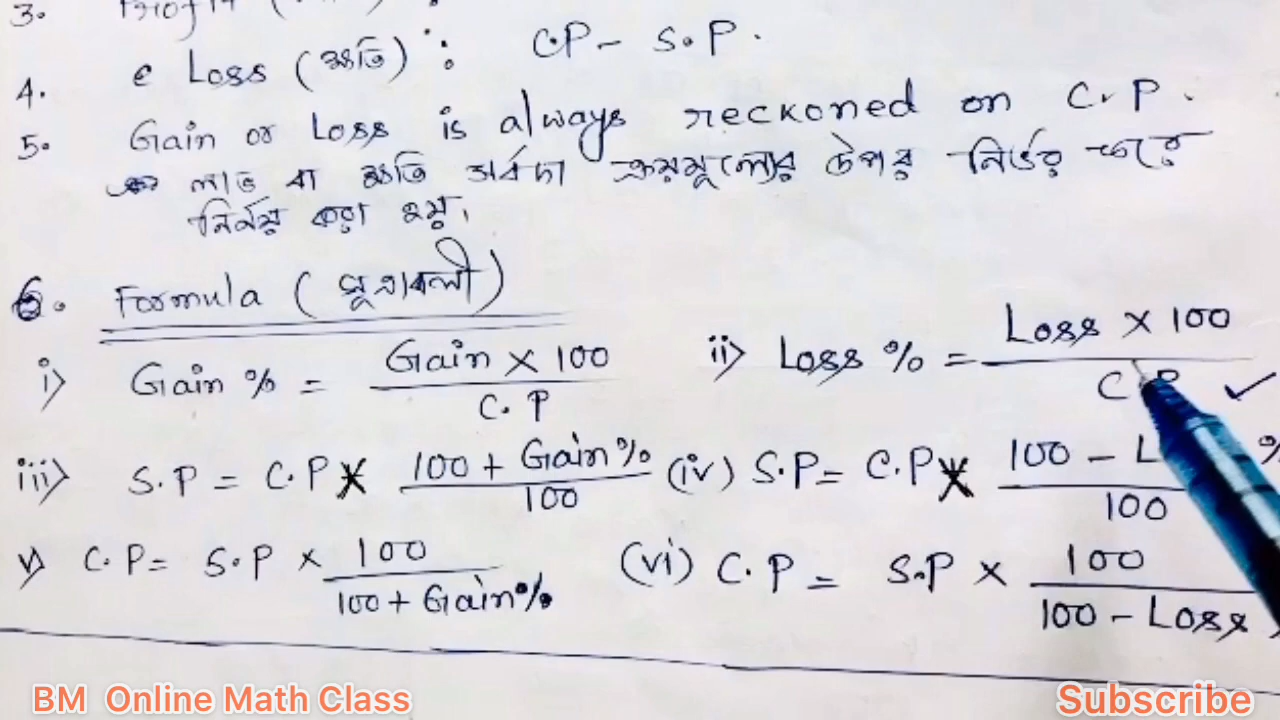 3.
4. e Loss (ক্ষতি) : C.P - S.P.
5. Gain or Loss is always reckoned on C.P.
লাভ বা ক্ষতি সর্বদা ক্রয়মূল্যের উপর নির্ভর করে
নির্নয় করা হয়।
6. Formula (সূত্রাবলী)
i) Gain % = Gain × 100 / C.P
ii) Loss % = Loss × 100 / C.P ✓
iii) S.P = C.P × 100 + Gain% / 100
(iv) S.P = C.P × 100 - L % / 100
v) C.P = S.P × 100 / 100 + Gain%
(vi) C.P = S.P × 100 / 100 - Loss
BM Online Math Class
Subscribe